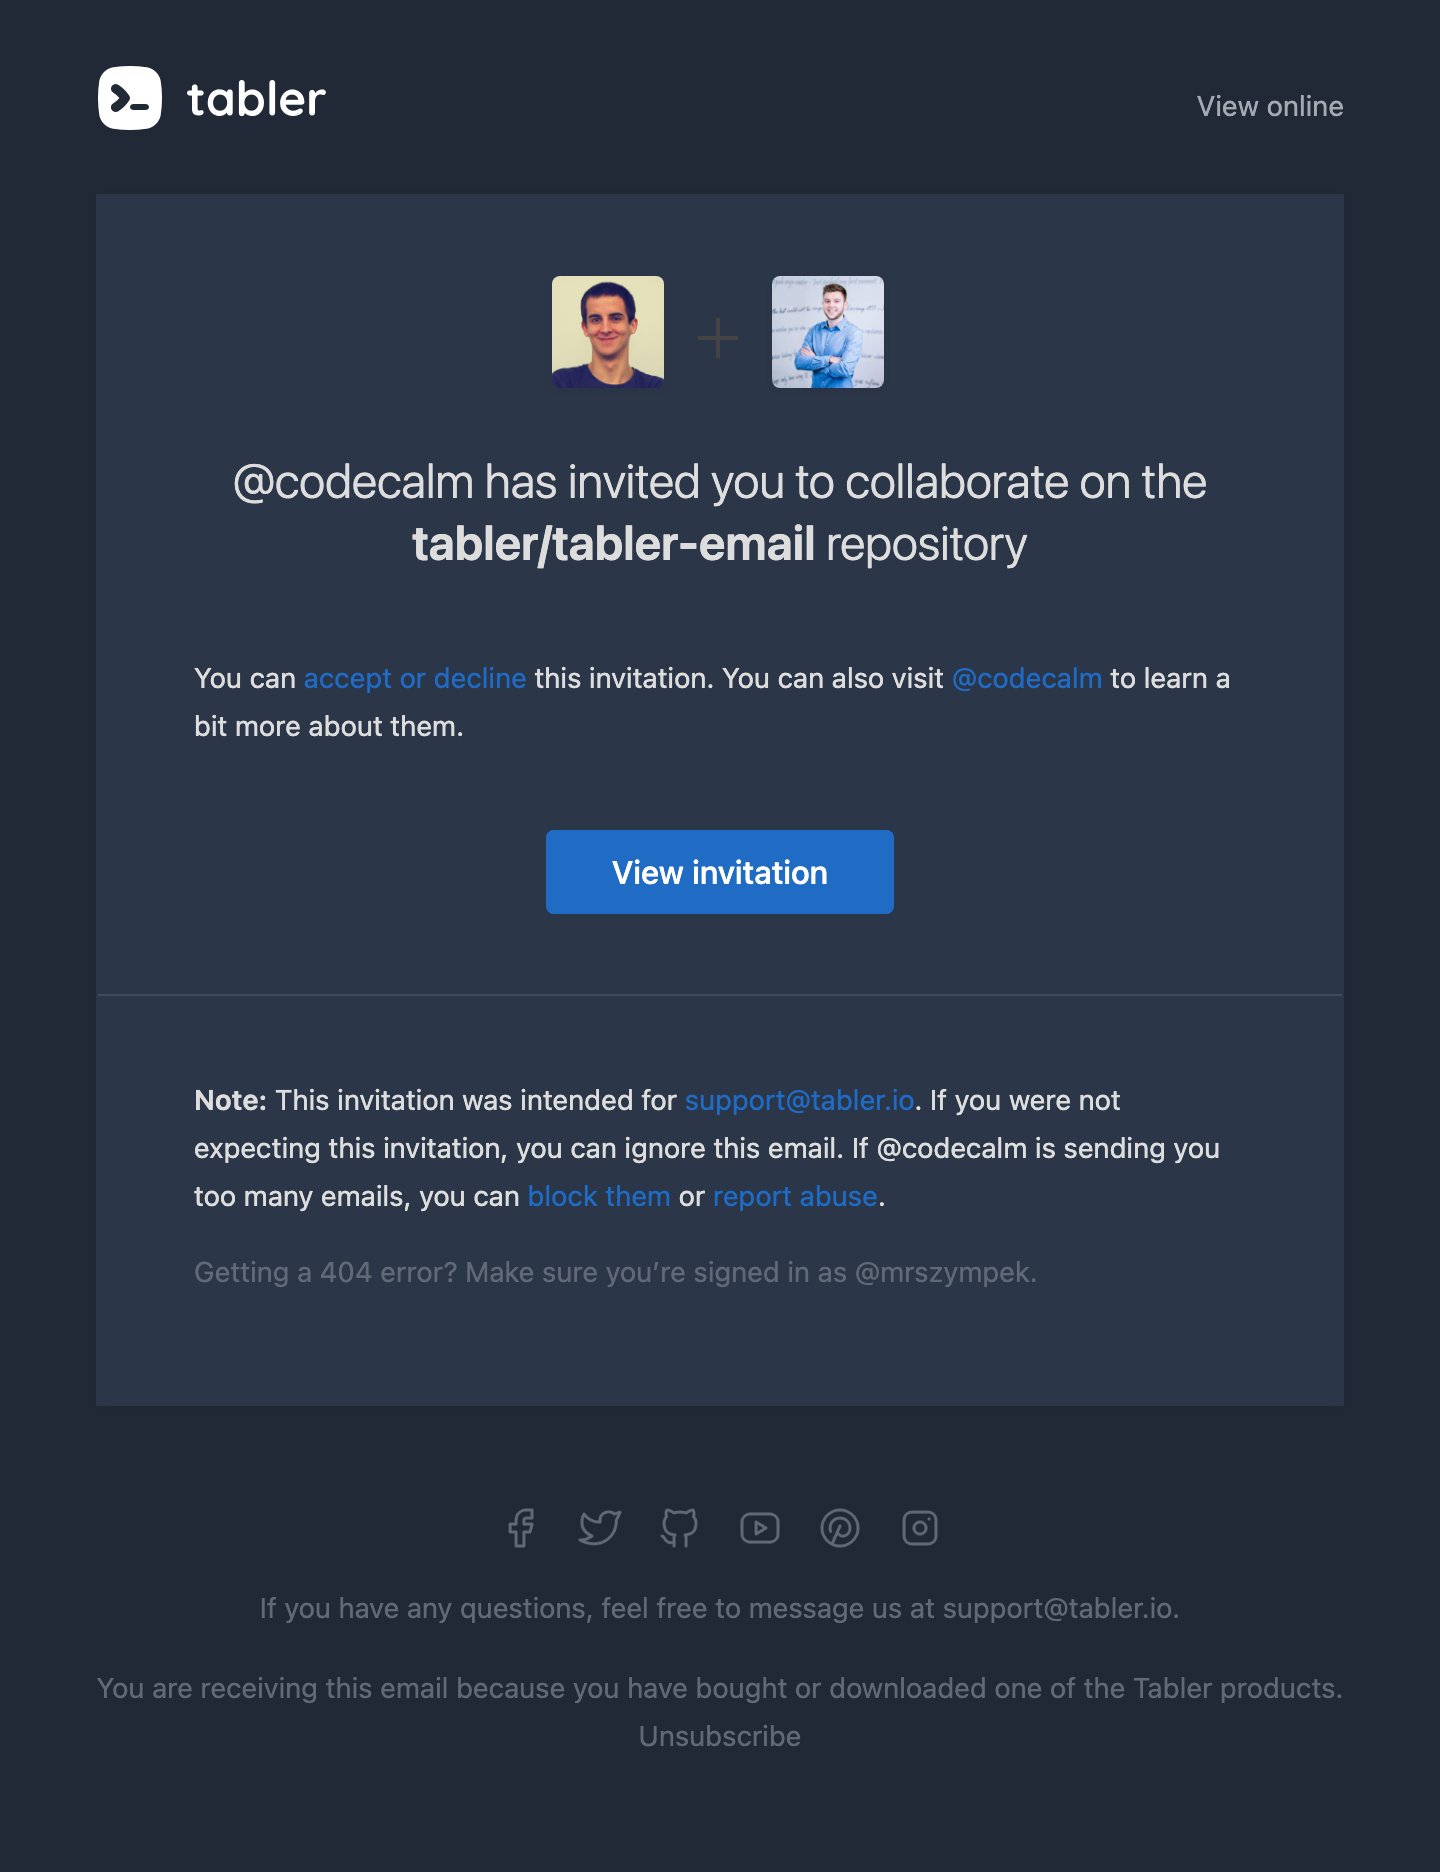 tabler
View online
@codecalm has invited you to collaborate on the
tabler/tabler-email repository
You can accept or decline this invitation. You can also visit @codecalm to learn a
bit more about them.
View invitation
Note: This invitation was intended for support@tabler.io. If you were not
expecting this invitation, you can ignore this email. If @codecalm is sending you
too many emails, you can block them or report abuse.
Getting a 404 error? Make sure you’re signed in as @mrszympek.
If you have any questions, feel free to message us at support@tabler.io.
You are receiving this email because you have bought or downloaded one of the Tabler products.
Unsubscribe